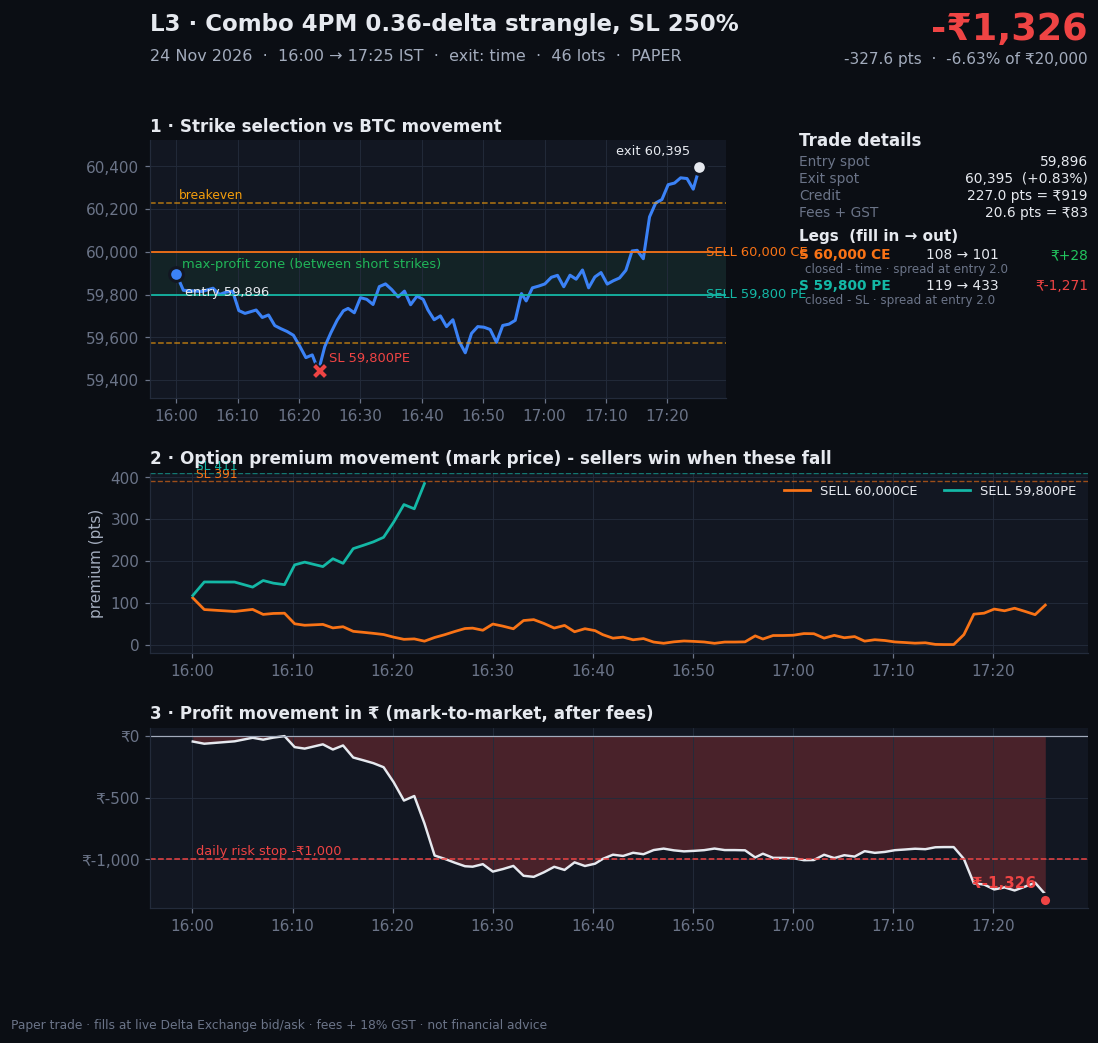 L3 · Combo 4PM 0.36-delta strangle, SL 250%
-₹1,326
24 Nov 2026 · 16:00 → 17:25 IST · exit: time · 46 lots · PAPER
-327.6 pts · -6.63% of ₹20,000
1 · Strike selection vs BTC movement
60,400
60,200
60,000
59,800
59,600
59,400
exit 60,395
breakeven
SELL 60,000 CE
max-profit zone (between short strikes)
entry 59,896
SELL 59,800 PE
SL 59,800PE
16:00 16:10 16:20 16:30 16:40 16:50 17:00 17:10 17:20
Trade details
Entry spot 59,896
Exit spot 60,395 (+0.83%)
Credit 227.0 pts = ₹919
Fees + GST 20.6 pts = ₹83
Legs (fill in → out)
S 60,000 CE 108 → 101 ₹+28
closed - time · spread at entry 2.0
S 59,800 PE 119 → 433 ₹-1,271
closed - SL · spread at entry 2.0
2 · Option premium movement (mark price) - sellers win when these fall
SL 411
SL 391
SELL 60,000CE SELL 59,800PE
premium (pts)
400
300
200
100
0
16:00 16:10 16:20 16:30 16:40 16:50 17:00 17:10 17:20
3 · Profit movement in ₹ (mark-to-market, after fees)
₹0
₹-500
₹-1,000
daily risk stop -₹1,000
₹-1,326
16:00 16:10 16:20 16:30 16:40 16:50 17:00 17:10 17:20
Paper trade · fills at live Delta Exchange bid/ask · fees + 18% GST · not financial advice